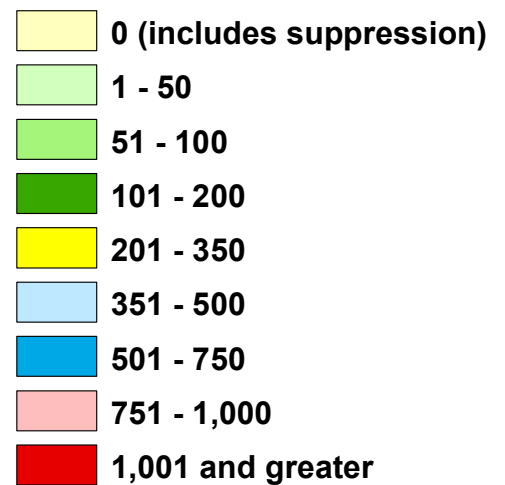 0 (includes suppression)
1 - 50
51 - 100
101 - 200
201 - 350
351 - 500
501 - 750
751 - 1,000
1,001 and greater